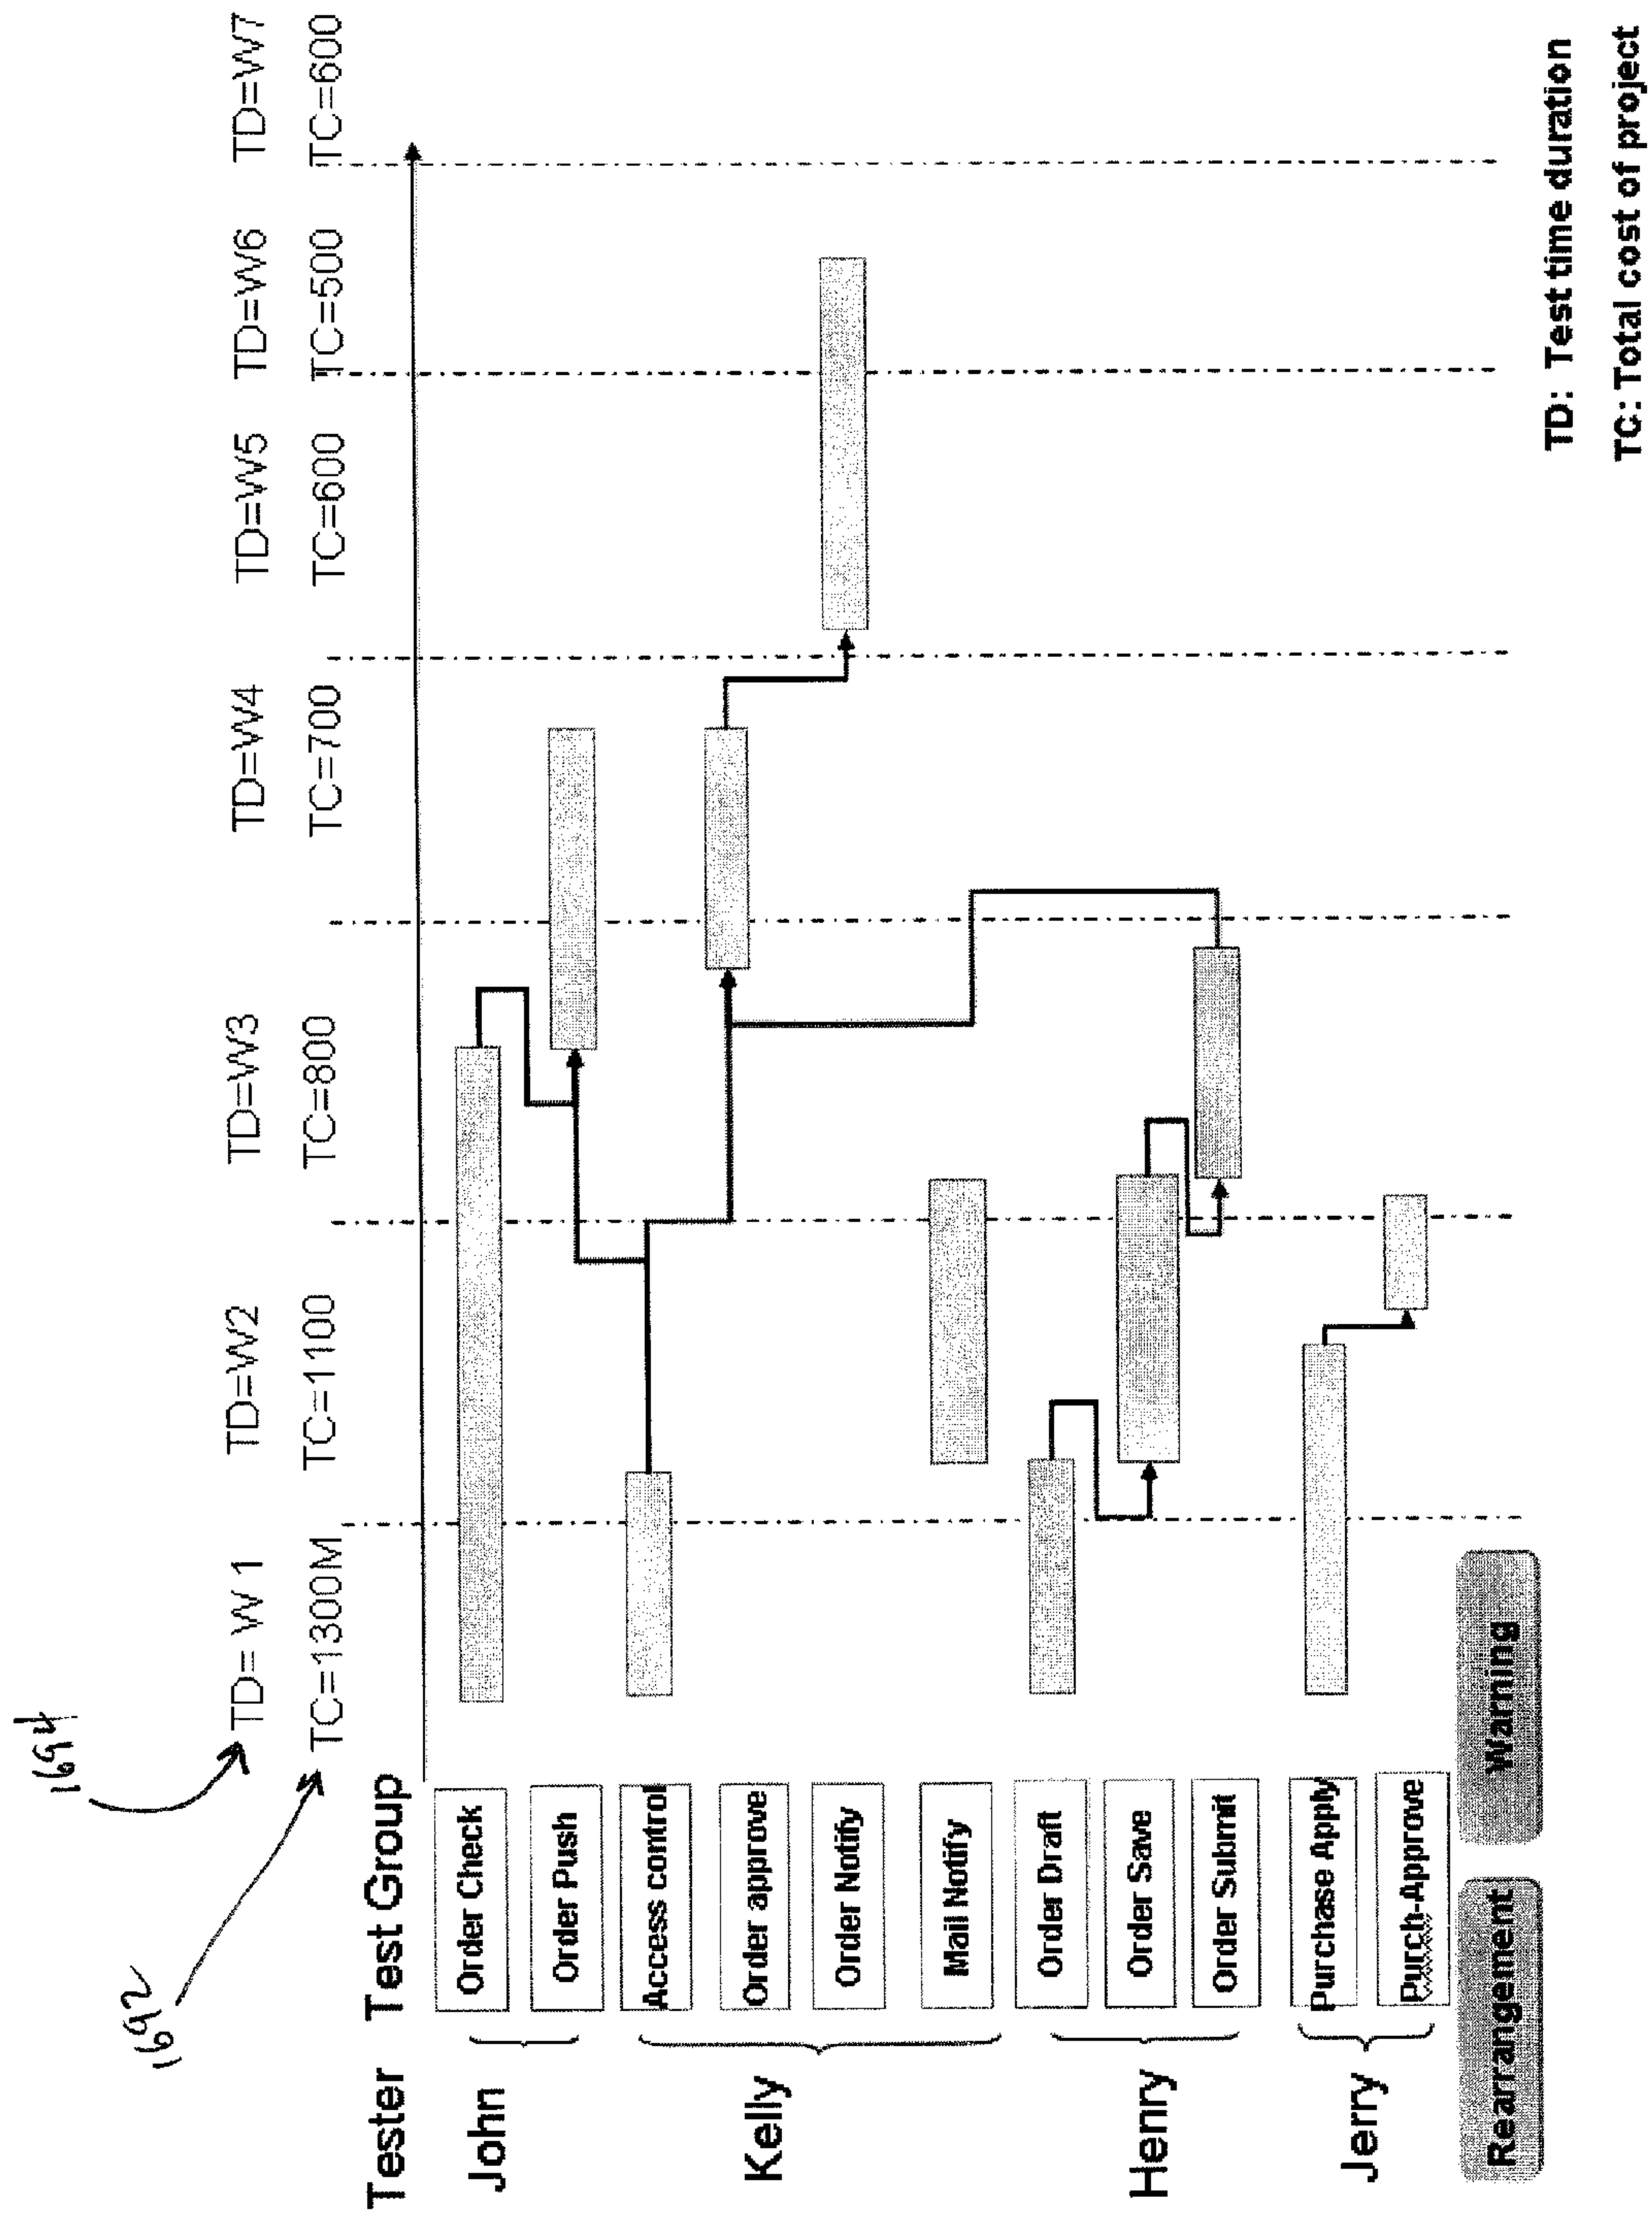 1694
1692
TD= W 1
TD=W2
TD=W3
TD=W4
TD=W5
TD=W6
TD=W7
TC=1300M
TC=1100
TC=800
TC=700
TC=600
TC=500
TC=600
Tester
Test Group
John
Order Check
Order Push
Kelly
Access control
Order approve
Order Notify
Mail Notify
Henry
Order Draft
Order Save
Order Submit
Jerry
Purchase Apply
Purch-Approve
Rearrangement
Warning
TD: Test time duration
TC: Total cost of project